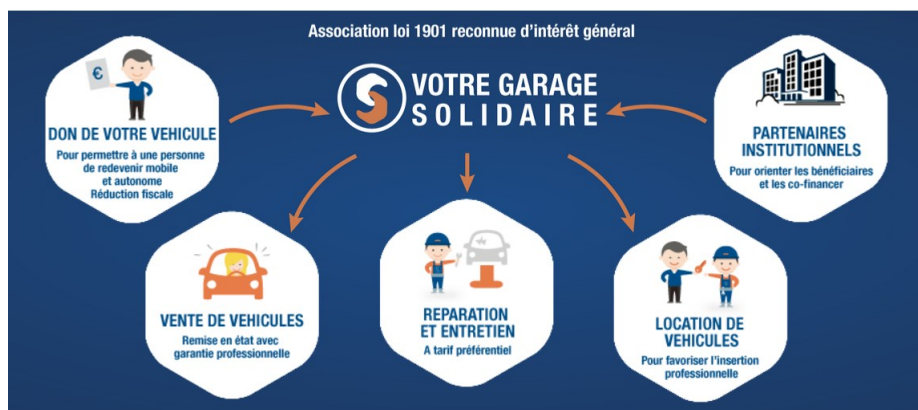 Association loi 1901 reconnue d'intérêt général
VOTRE GARAGE
SOLIDAIRE
€
DON DE VOTRE VEHICULE
Pour permettre à une personne
de redevenir mobile
et autonome
Réduction fiscale
PARTENAIRES
INSTITUTIONNELS
Pour orienter les bénéficiaires
et les co-financer
VENTE DE VEHICULES
Remise en état avec
garantie professionnelle
REPARATION
ET ENTRETIEN
A tarif préférentiel
LOCATION DE
VEHICULES
Pour favoriser l'insertion
professionnelle